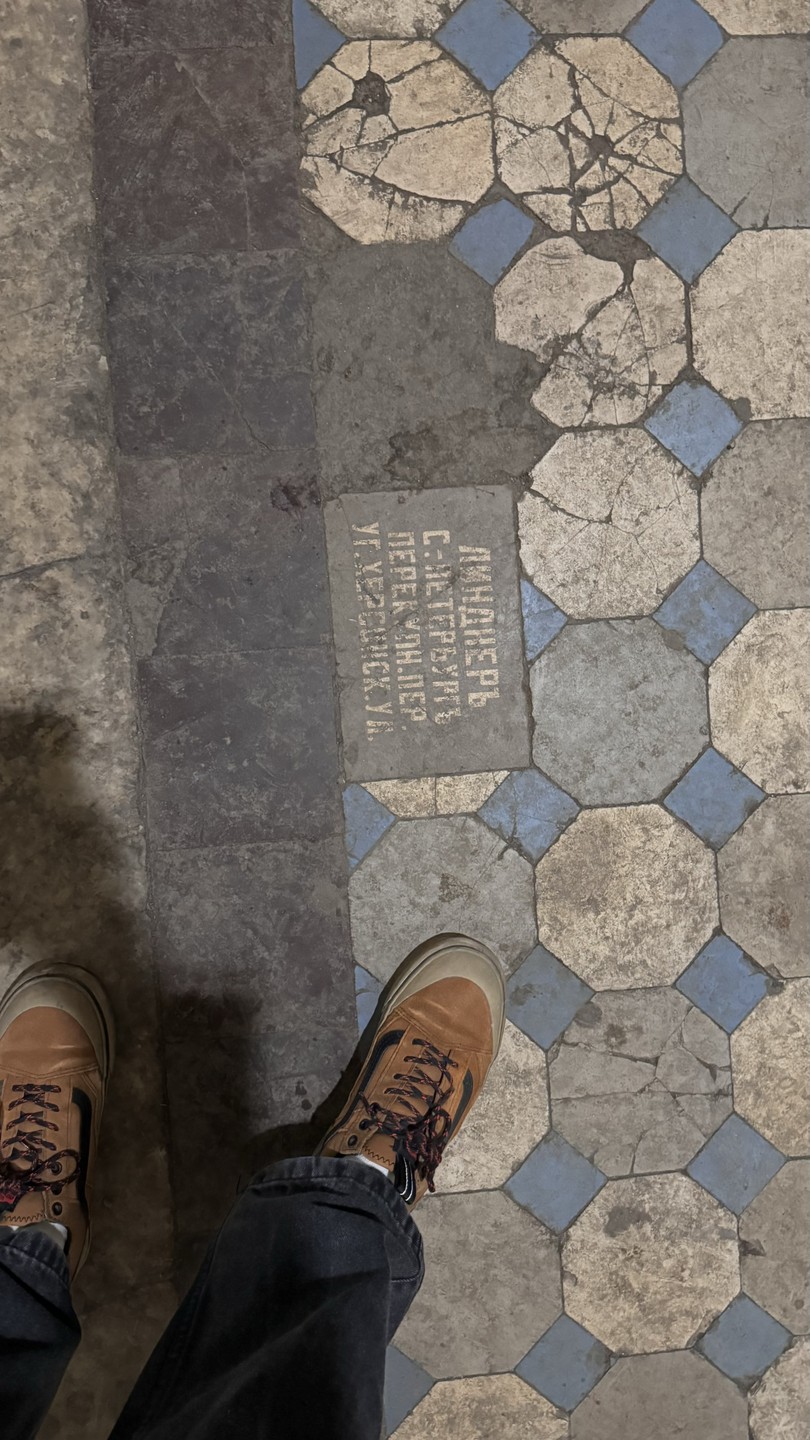 ЛИНДНЕРЪ
С-ПЕТЕРБУРГЪ
ПЕРЕКУПН.ПЕР.
УГ.ХЕРСОНСК.УЛ.